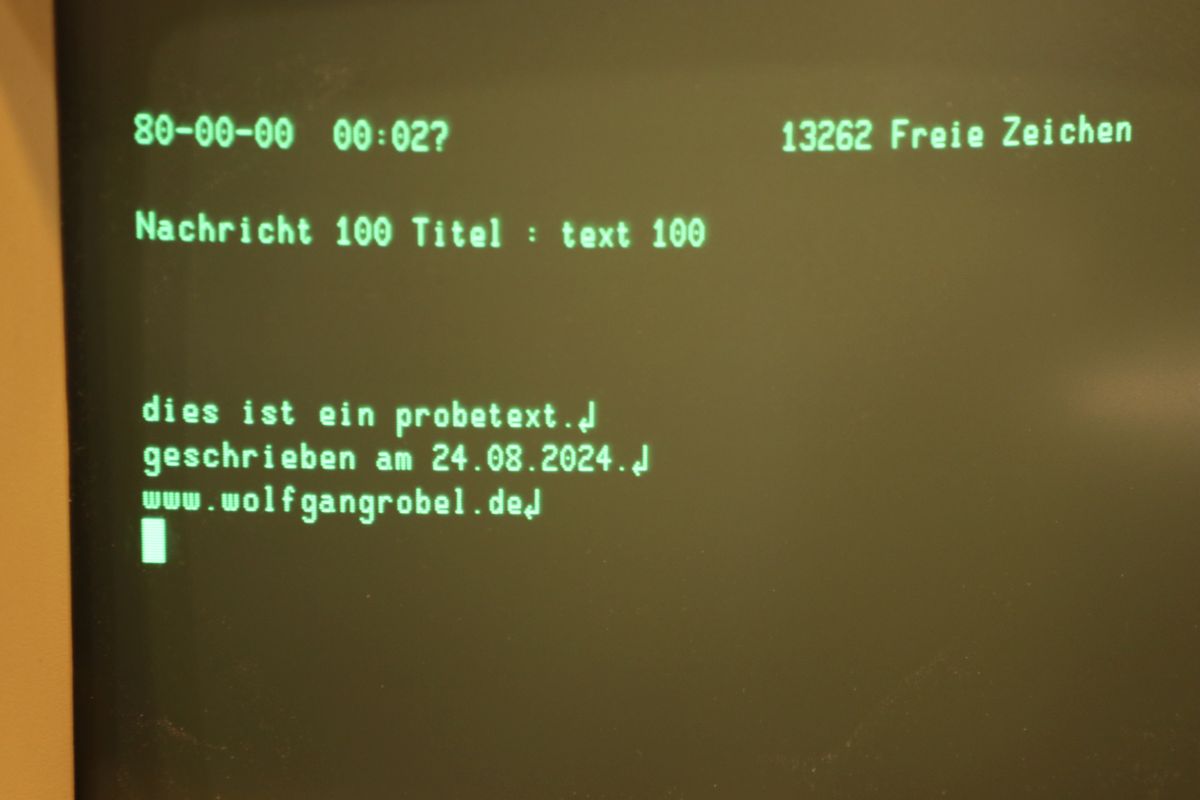 80-00-00 00:02? 13262 Freie Zeichen
Nachricht 100 Titel : text 100
dies ist ein probetext.↲
geschrieben am 24.08.2024.↲
www.wolfgangrobel.de↲